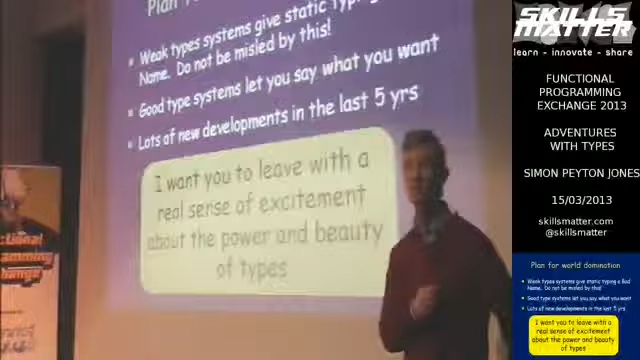 Plan
Weak types systems give static
Name. Do not be misled by this!
Good type systems let you say what you want
Lots of new developments in the last 5 yrs
I want you to leave with a
real sense of excitement
about the power and beauty
of types
SKILLS
MATTER
learn - innovate - share
FUNCTIONAL
PROGRAMMING
EXCHANGE 2013
ADVENTURES
WITH TYPES
SIMON PEYTON JONES
15/03/2013
skillsmatter.com
@skillsmatter
Plan for world domination
Weak types systems give static typing a Bad
Name. Do not be misled by this!
Good type systems let you say what you want
Lots of new developments in the last 5 yrs
I want you to leave with a
real sense of excitement
about the power and beauty
of types